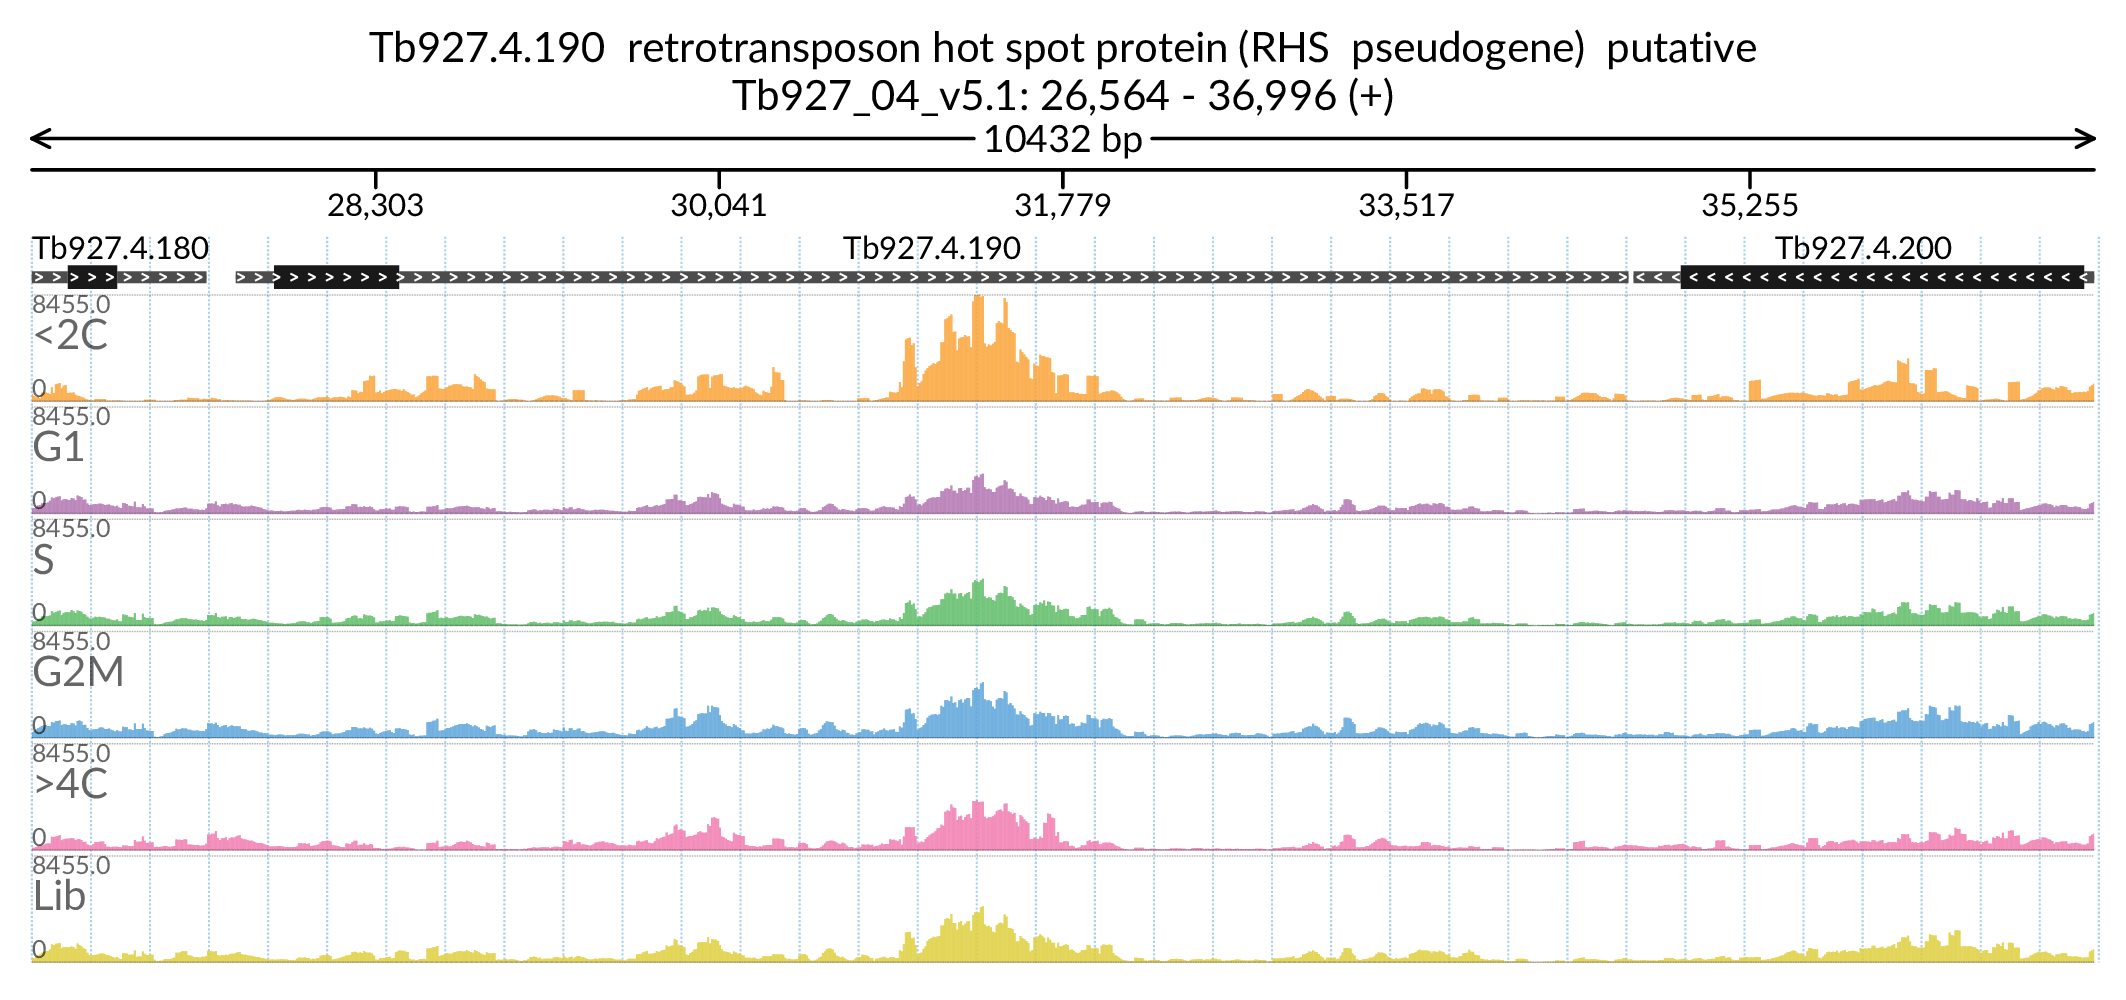 Tb927.4.190 retrotransposon hot spot protein (RHS pseudogene) putative
Tb927_04_v5.1: 26,564 - 36,996 (+)
10432 bp
28,303 30,041 31,779 33,517 35,255
Tb927.4.180 Tb927.4.190 Tb927.4.200
8455.0
<2C
0
8455.0
G1
0
8455.0
S
0
8455.0
G2M
0
8455.0
>4C
0
8455.0
Lib
0